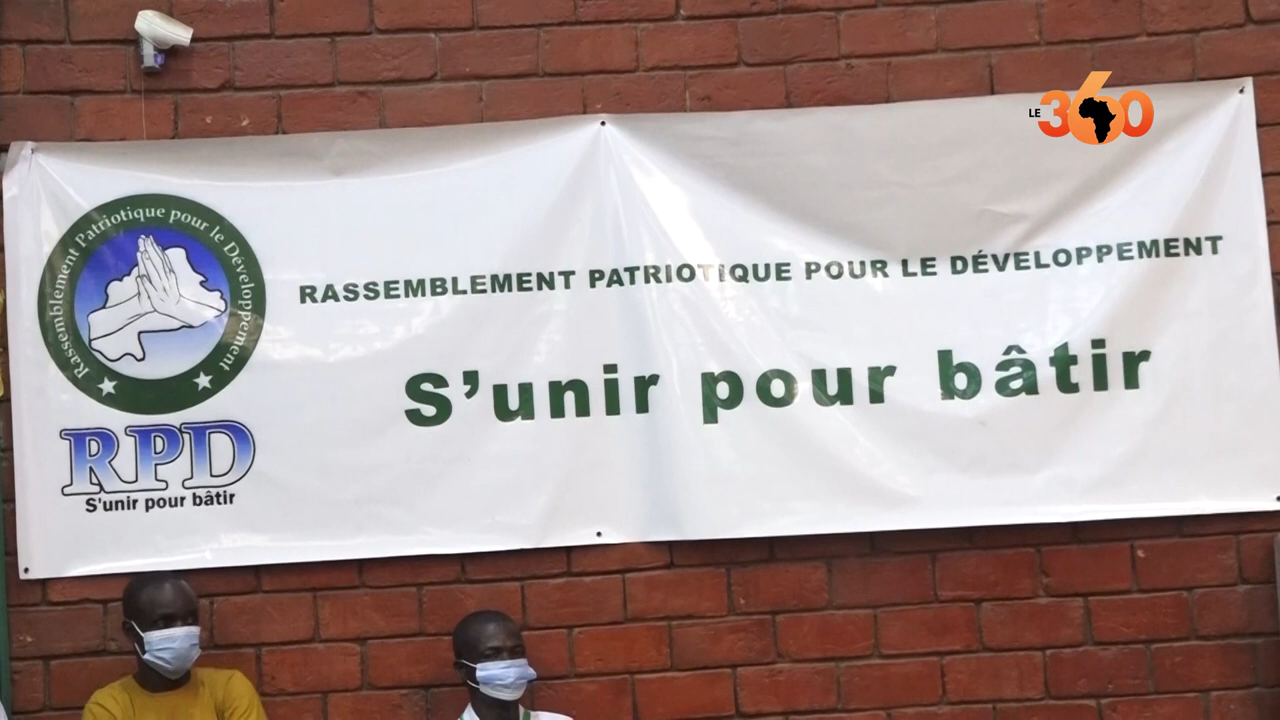 LE 360
Rassemblement Patriotique pour le Développement
RASSEMBLEMENT PATRIOTIQUE POUR LE DÉVELOPPEMENT
S’unir pour bâtir
RPD
S'unir pour bâtir